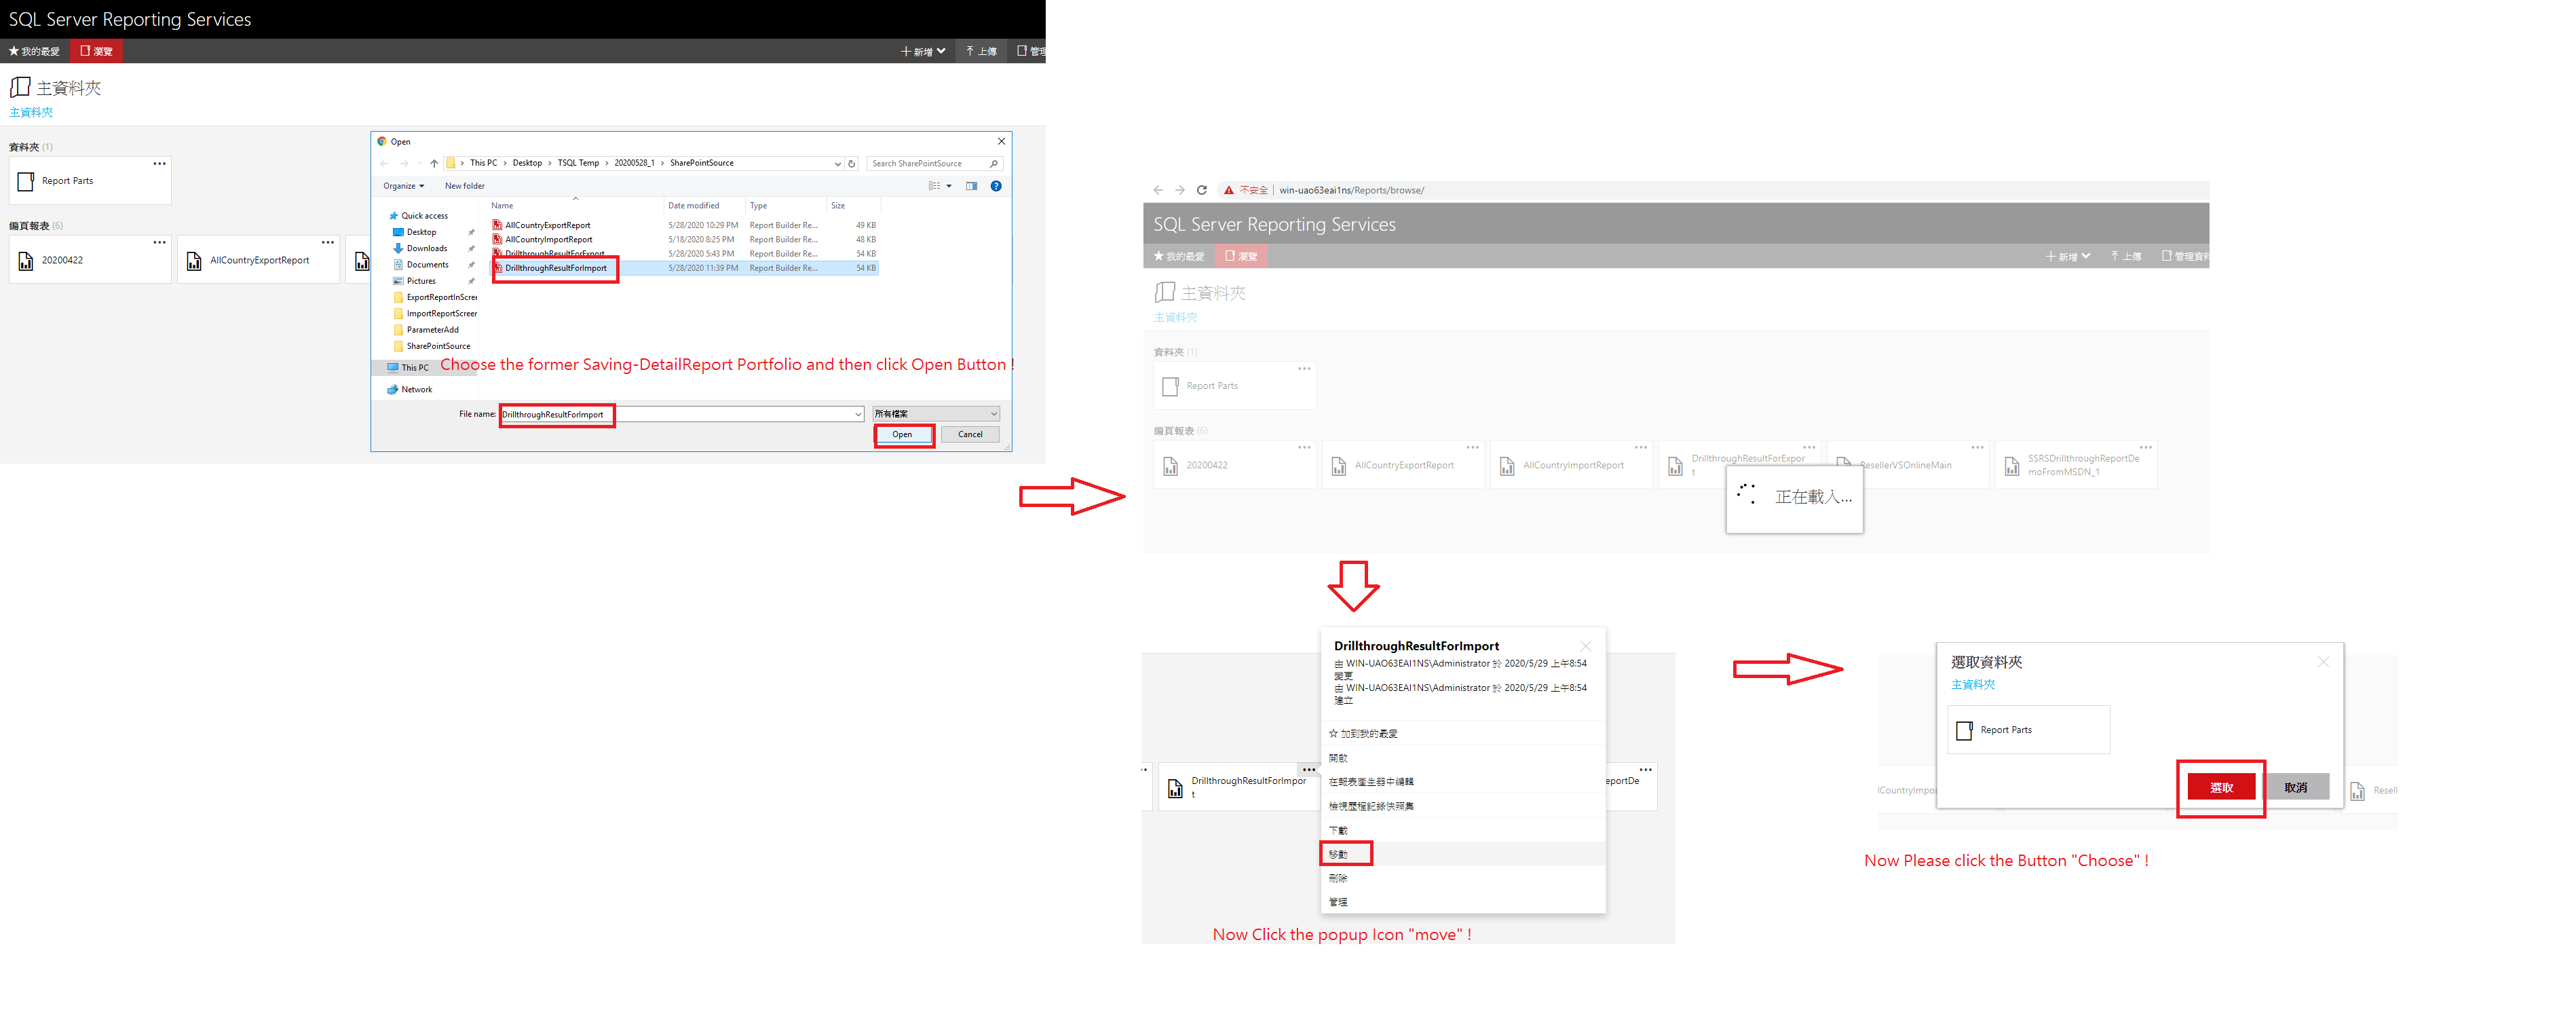 SQL Server Reporting Services
我的最愛
瀏覽
新增
上傳
管理
主資料夾
主資料夾
資料夾 (1)
Report Parts
編頁報表 (6)
20200422
AllCountryExportReport
Open
This PC > Desktop > TSQL Temp > 20200528_1 > SharePointSource
Search SharePointSource
Organize
New folder
Name Date modified Type Size
Quick access
Desktop
Downloads
Documents
Pictures
ExportReportInScree
ImportReportScreer
ParameterAdd
SharePointSource
This PC
Network
AllCountryExportReport 5/28/2020 10:29 PM Report Builder Re... 49 KB
AllCountryImportReport 5/18/2020 8:25 PM Report Builder Re... 48 KB
DrillthroughResultForExport 5/28/2020 5:43 PM Report Builder Re... 54 KB
DrillthroughResultForImport 5/28/2020 11:39 PM Report Builder Re... 54 KB
Choose the former Saving-DetailReport Portfolio and then click Open Button !
File name: DrillthroughResultForImport
所有檔案
Open
Cancel
不安全 | win-uao63eai1ns/Reports/browse/
SQL Server Reporting Services
我的最愛
瀏覽
新增
上傳
管理資料
主資料夾
主資料夾
資料夾 (1)
Report Parts
編頁報表 (6)
20200422
AllCountryExportReport
AllCountryImportReport
DrillthroughResultForExpor
t
ResellerVSOnlineMain
SSRSDrillthroughReportDe
moFromMSDN_1
正在載入...
DrillthroughResultForImpor
t
eportDe
DrillthroughResultForImport
由 WIN-UAO63EAI1NS\Administrator 於 2020/5/29 上午8:54
變更
由 WIN-UAO63EAI1NS\Administrator 於 2020/5/29 上午8:54
建立
加到我的最愛
開啟
在報表產生器中編輯
檢視歷程記錄快照集
下載
移動
刪除
管理
Now Click the popup Icon "move" !
選取資料夾
主資料夾
Report Parts
選取
取消
lCountryImpor
Resell
Now Please click the Button "Choose" !